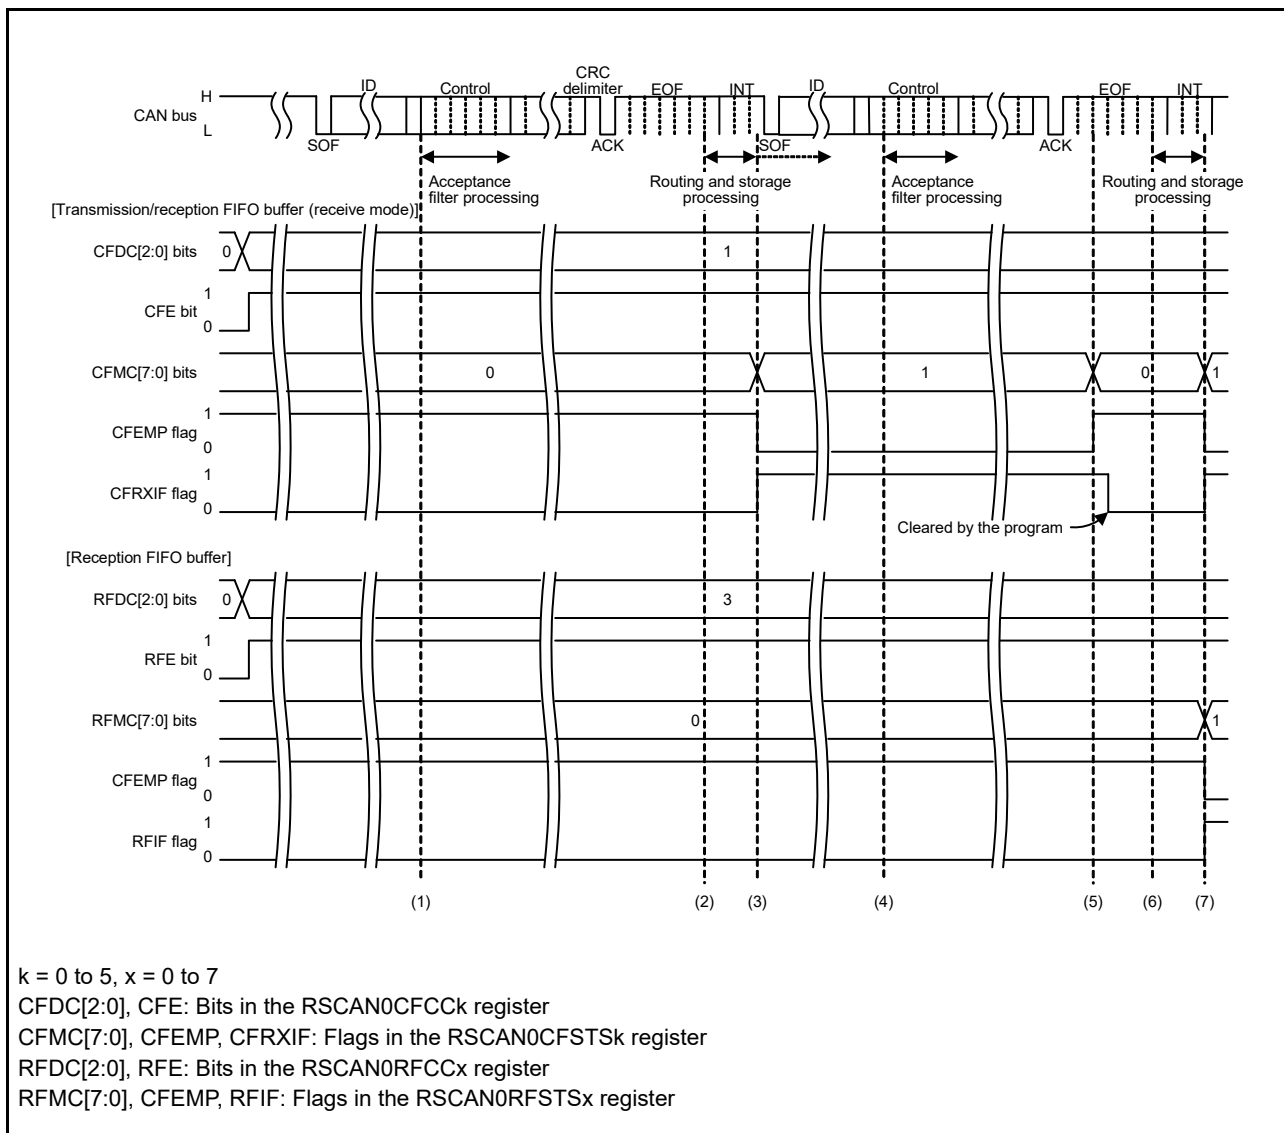 CRC
ID Control delimiter EOF INT ID Control EOF INT
H
CAN bus
L
SOF ACK SOF ACK
Acceptance Routing and storage Acceptance Routing and storage
filter processing processing filter processing processing
[Transmission/reception FIFO buffer (receive mode)]
CFDC[2:0] bits 0 1
1
CFE bit
0
CFMC[7:0] bits 0 1 0 1
1
CFEMP flag
0
1
CFRXIF flag
0
Cleared by the program
[Reception FIFO buffer]
RFDC[2:0] bits 0 3
1
RFE bit
0
RFMC[7:0] bits 0 1
1
CFEMP flag
0
1
RFIF flag
0
(1) (2) (3) (4) (5) (6) (7)
k = 0 to 5, x = 0 to 7
CFDC[2:0], CFE: Bits in the RSCAN0CFCCk register
CFMC[7:0], CFEMP, CFRXIF: Flags in the RSCAN0CFSTSk register
RFDC[2:0], RFE: Bits in the RSCAN0RFCCx register
RFMC[7:0], CFEMP, RFIF: Flags in the RSCAN0RFSTSx register